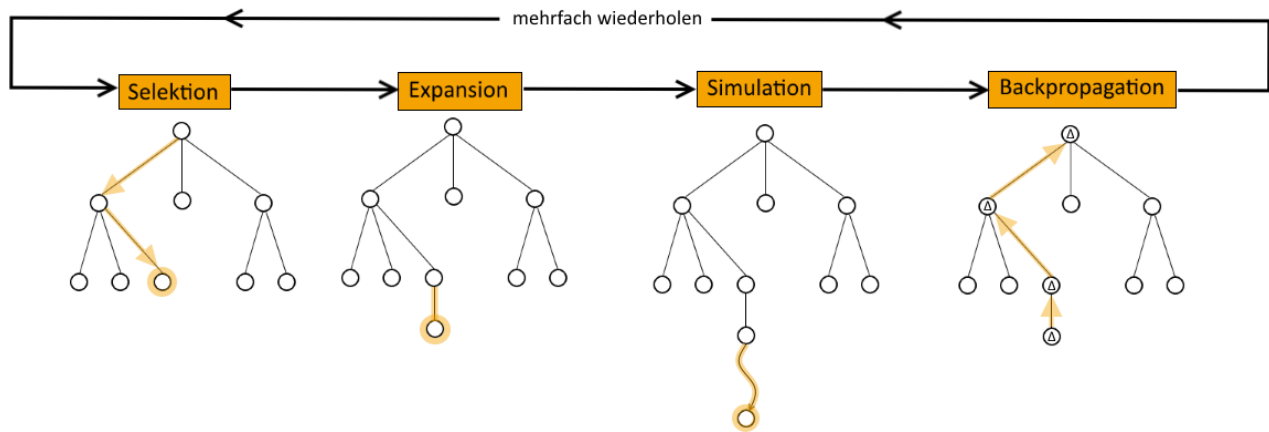 mehrfach wiederholen
Selektion
Expansion
Simulation
Backpropagation
Δ
Δ
Δ
Δ